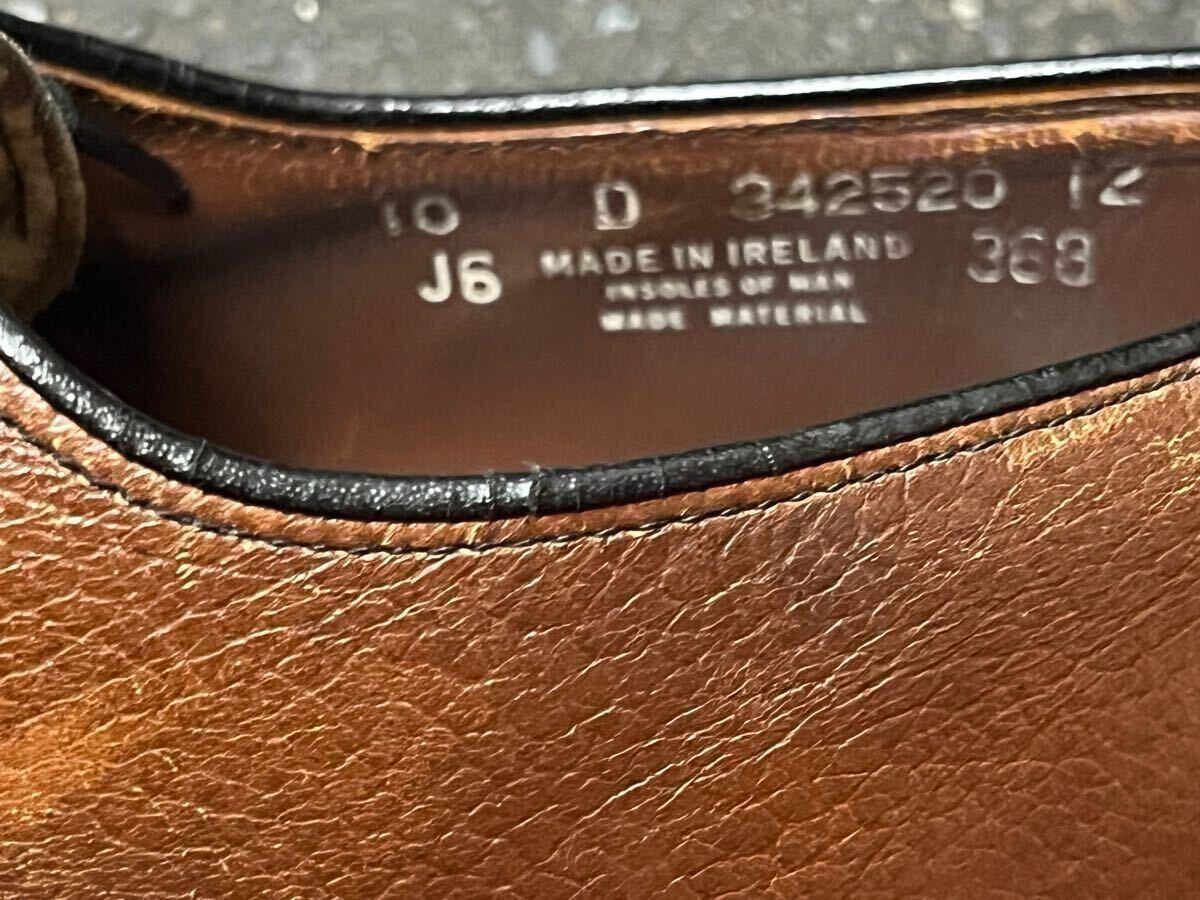 10 D 342520 12
J6 MADE IN IRELAND 368
INSOLES OF MAN
MADE MATERIAL